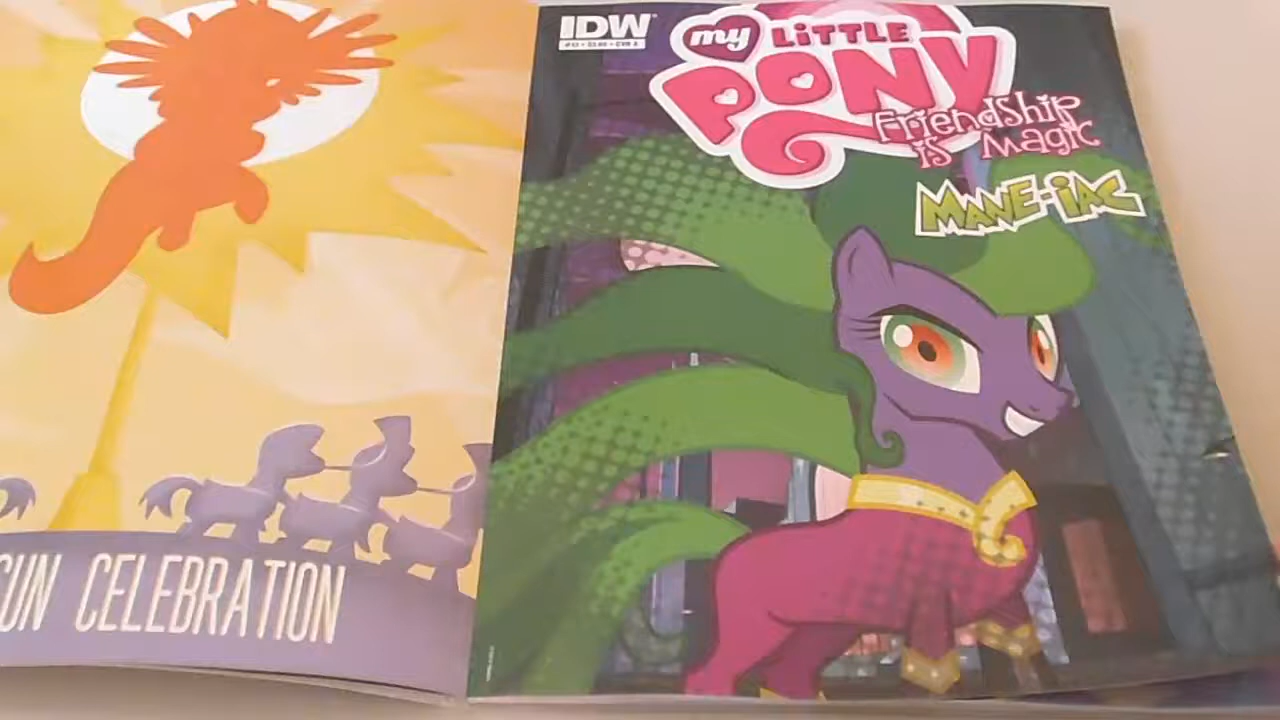 SUN CELEBRATION
IDW
my LiTTLE
PONY
Friendship
is Magic
MANE-iAC